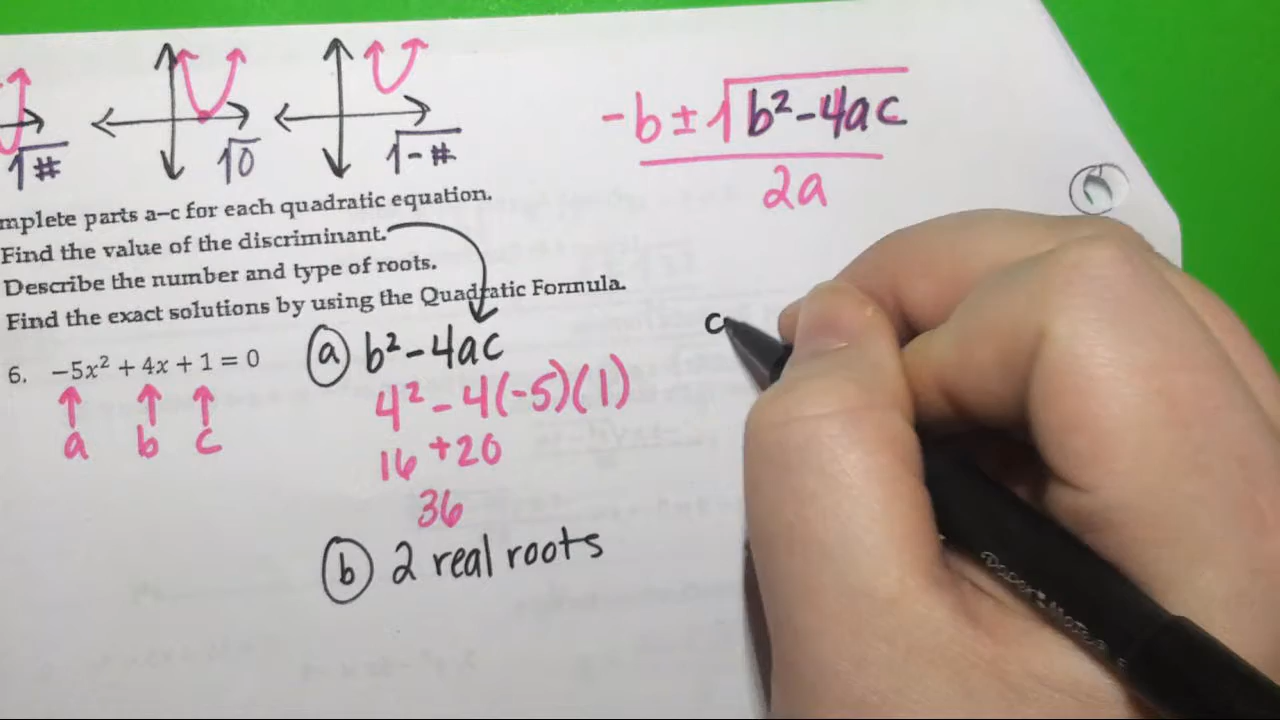 √# √0 √-#
-b ± √b² - 4ac
2a
mplete parts a–c for each quadratic equation.
Find the value of the discriminant.
Describe the number and type of roots.
Find the exact solutions by using the Quadratic Formula.
6. −5x² + 4x + 1 = 0
a b c
ⓐ b² - 4ac
4² - 4(-5)(1)
16 + 20
36
ⓑ 2 real roots
c